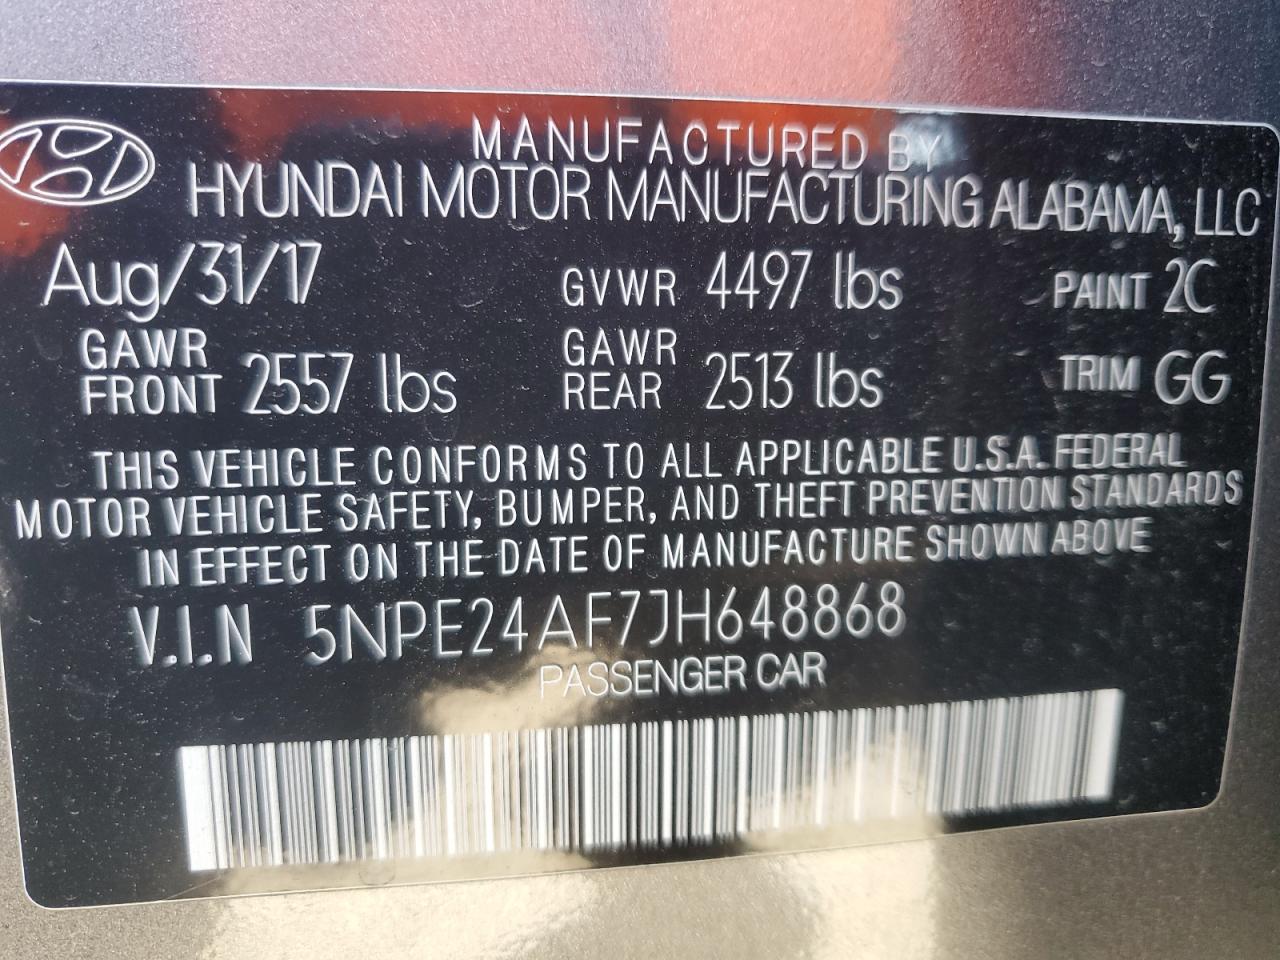 MANUFACTURED BY
HYUNDAI MOTOR MANUFACTURING ALABAMA, LLC
Aug/31/17 GVWR 4497 lbs PAINT 2C
GAWR FRONT 2557 lbs GAWR REAR 2513 lbs TRIM GG
THIS VEHICLE CONFORMS TO ALL APPLICABLE U.S.A. FEDERAL
MOTOR VEHICLE SAFETY, BUMPER, AND THEFT PREVENTION STANDARDS
IN EFFECT ON THE DATE OF MANUFACTURE SHOWN ABOVE
V.I.N 5NPE24AF7JH648868
PASSENGER CAR